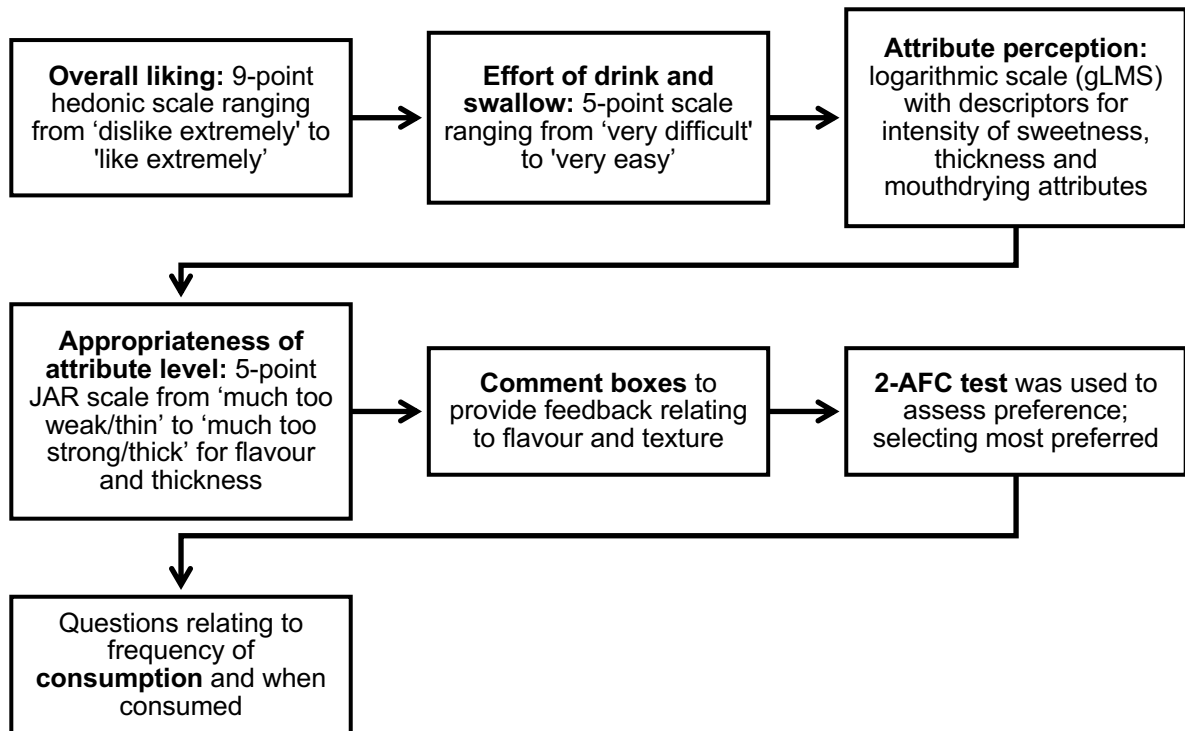 Overall liking: 9-point
hedonic scale ranging
from ‘dislike extremely' to
'like extremely’
Effort of drink and
swallow: 5-point scale
ranging from ‘very difficult'
to 'very easy’
Attribute perception:
logarithmic scale (gLMS)
with descriptors for
intensity of sweetness,
thickness and
mouthdrying attributes
Appropriateness of
attribute level: 5-point
JAR scale from ‘much too
weak/thin’ to ‘much too
strong/thick’ for flavour
and thickness
Comment boxes to
provide feedback relating
to flavour and texture
2-AFC test was used to
assess preference;
selecting most preferred
Questions relating to
frequency of
consumption and when
consumed